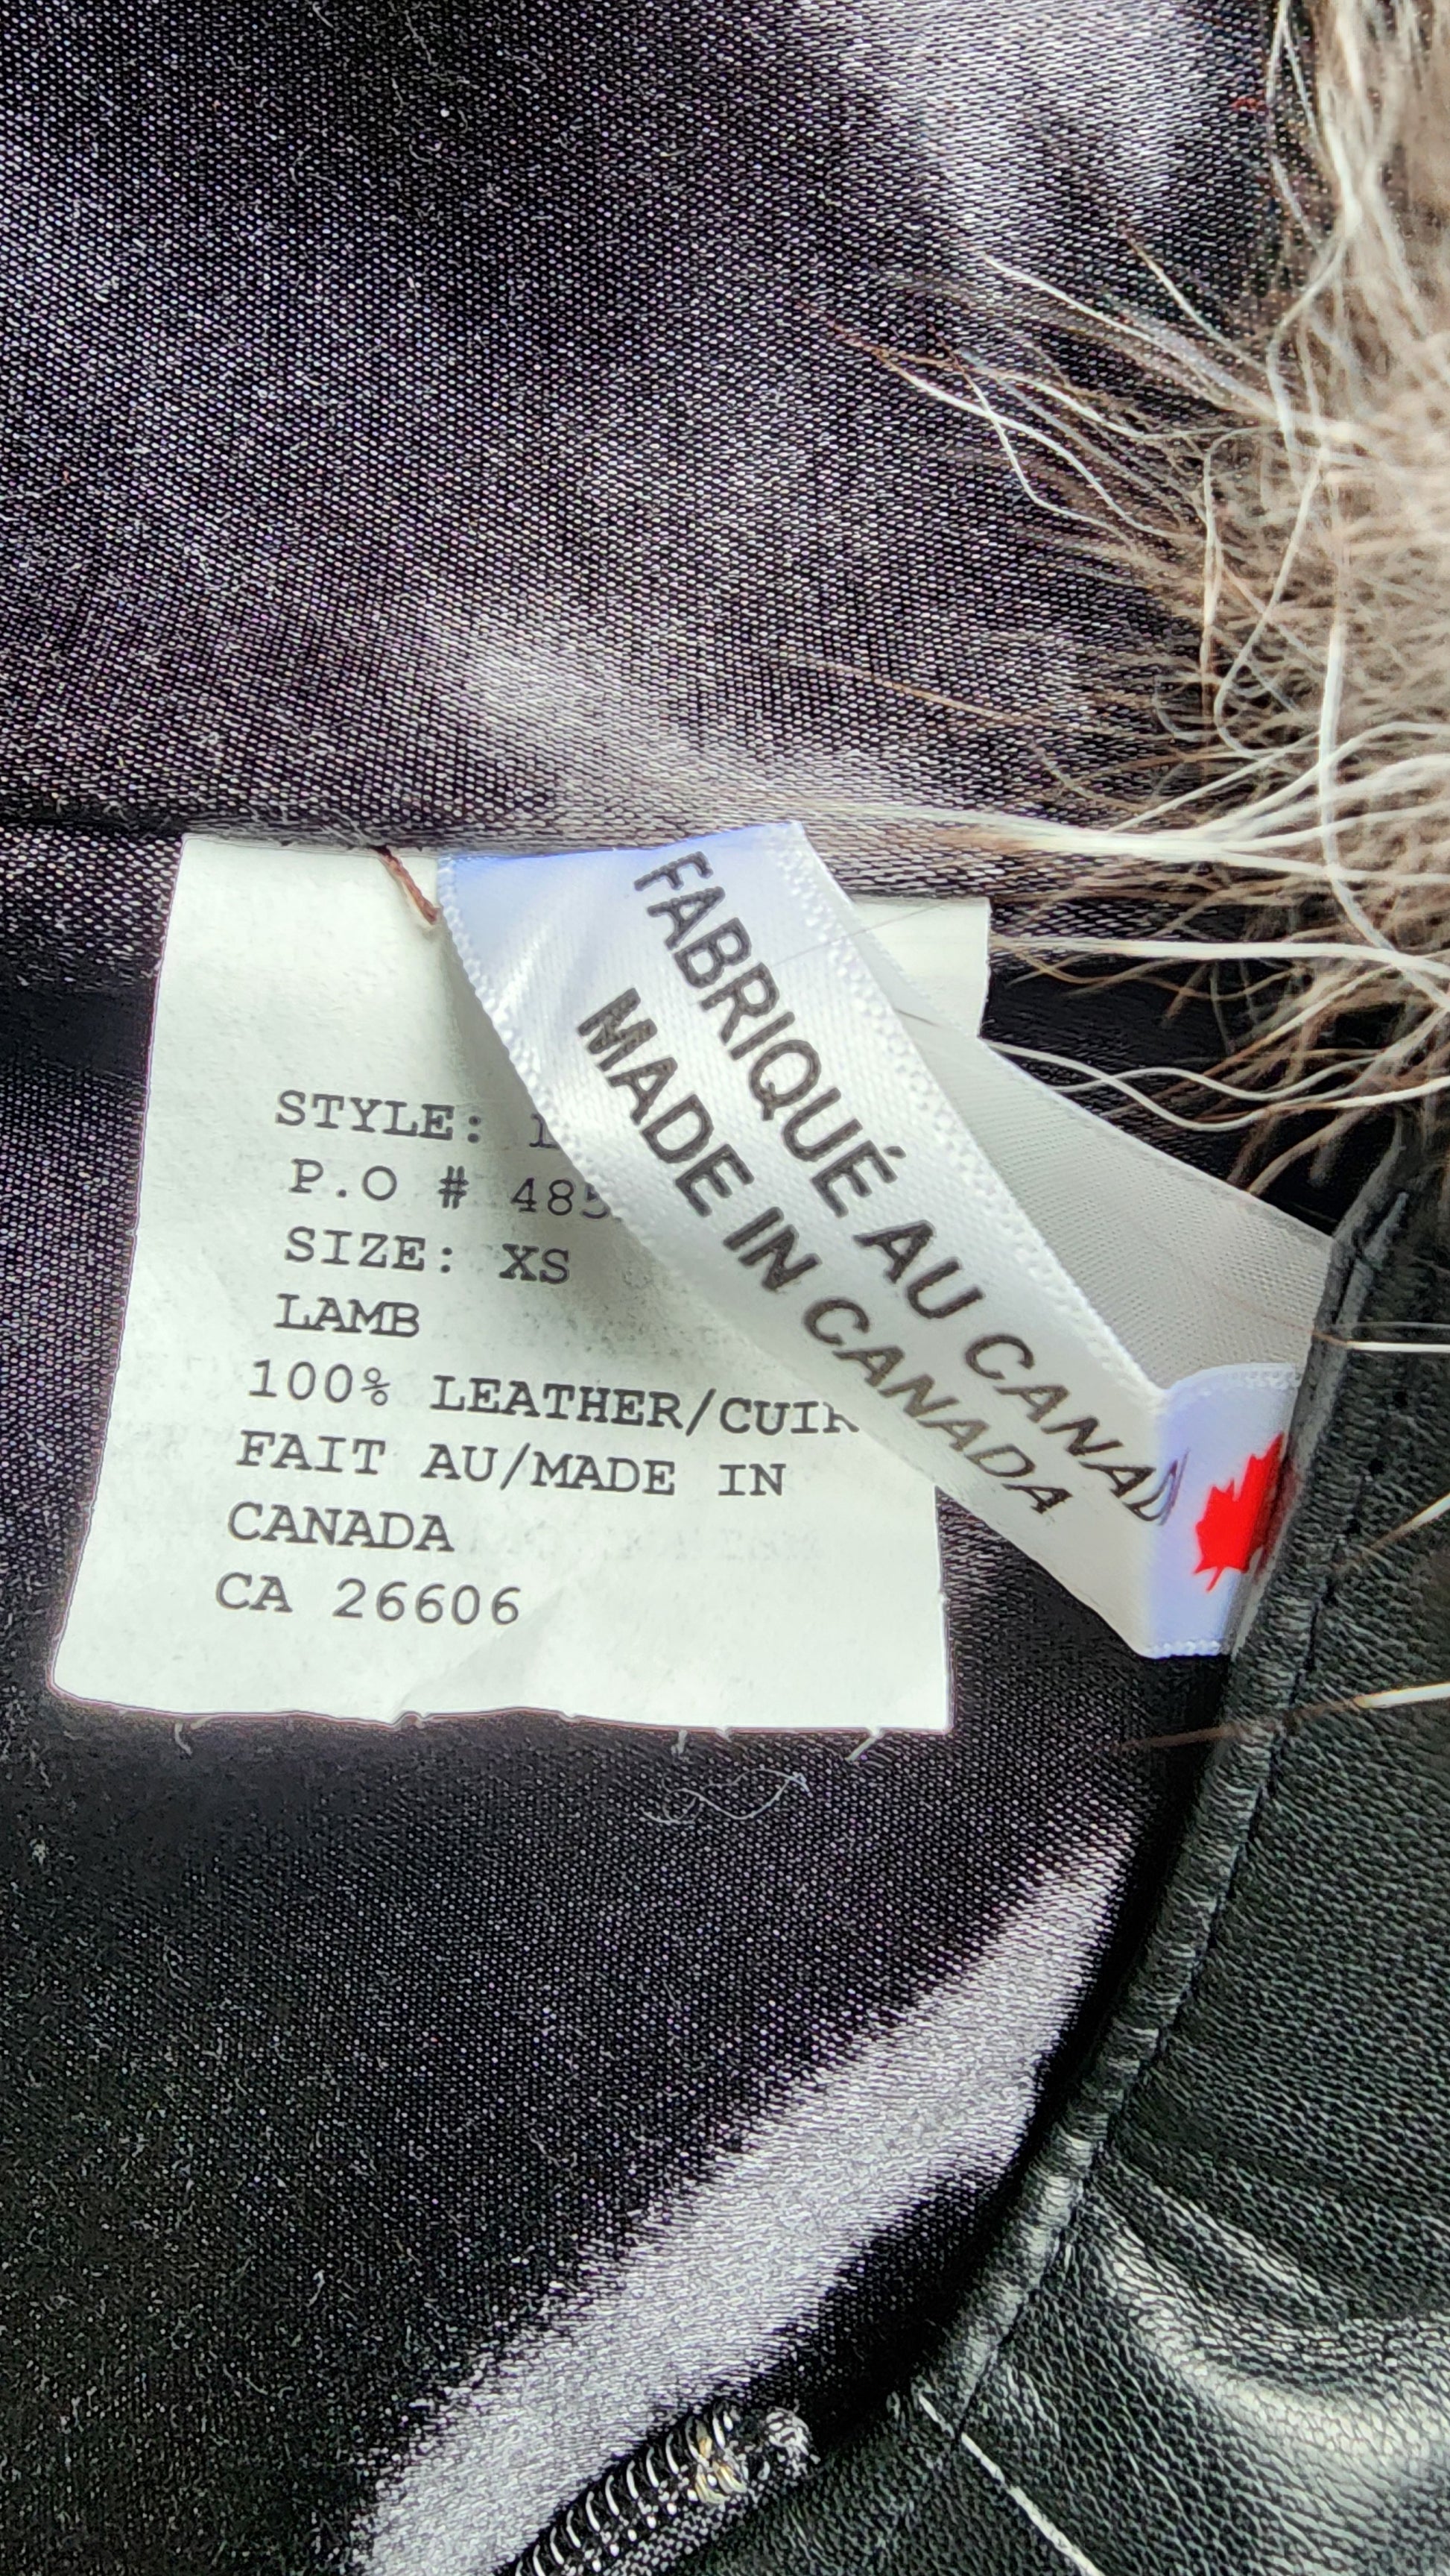 STYLE:
P.O # 485
SIZE: XS
LAMB
100% LEATHER/CUIR
FAIT AU/MADE IN
CANADA
CA 26606
FABRIQUÉ AU CANAD
MADE IN CANADA